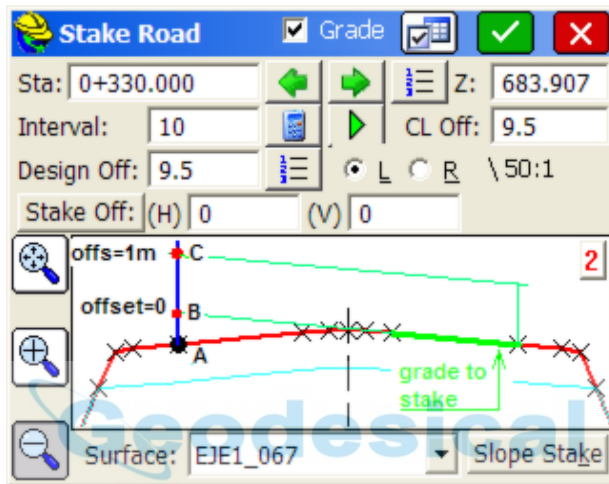 Stake Road Grade
Sta: 0+330.000 Z: 683.907
Interval: 10 CL Off: 9.5
Design Off: 9.5 L R \50:1
Stake Off: (H) 0 (V) 0
offs=1m C
2
offset=0 B
A
grade to
stake
Geodesical
Surface: EJE1_067 Slope Stake